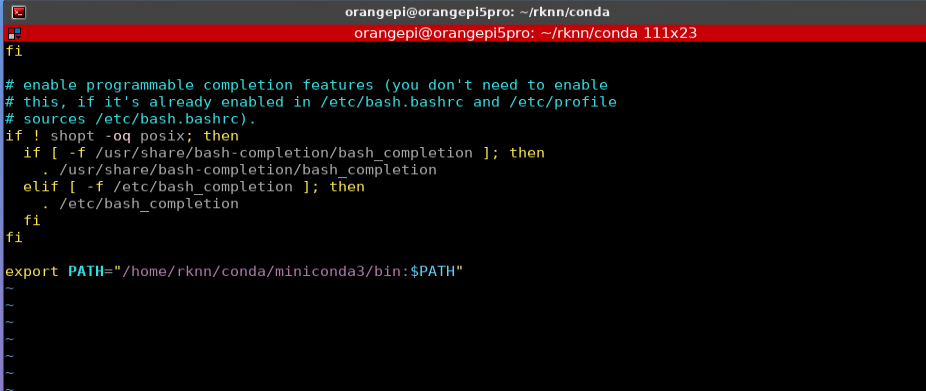 orangepi@orangepi5pro: ~/rknn/conda
orangepi@orangepi5pro: ~/rknn/conda 111x23
fi
# enable programmable completion features (you don't need to enable
# this, if it's already enabled in /etc/bash.bashrc and /etc/profile
# sources /etc/bash.bashrc).
if ! shopt -oq posix; then
  if [ -f /usr/share/bash-completion/bash_completion ]; then
    . /usr/share/bash-completion/bash_completion
  elif [ -f /etc/bash_completion ]; then
    . /etc/bash_completion
  fi
fi
export PATH="/home/rknn/conda/miniconda3/bin:$PATH"
~
~
~
~
~
~
~